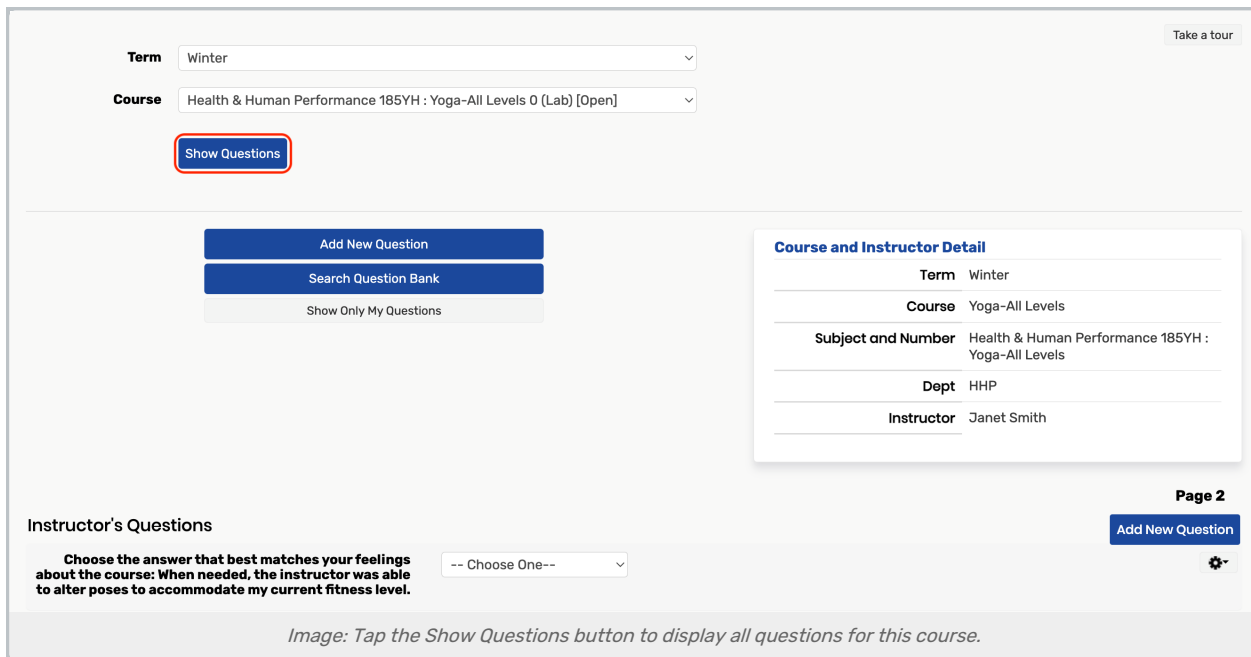 Take a tour
Term
Winter
Course
Health & Human Performance 185YH : Yoga-All Levels 0 (Lab) [Open]
Show Questions
Add New Question
Search Question Bank
Show Only My Questions
Course and Instructor Detail
Term Winter
Course Yoga-All Levels
Subject and Number Health & Human Performance 185YH :
Yoga-All Levels
Dept HHP
Instructor Janet Smith
Page 2
Instructor's Questions
Add New Question
Choose the answer that best matches your feelings
about the course: When needed, the instructor was able
to alter poses to accommodate my current fitness level.
-- Choose One--
Image: Tap the Show Questions button to display all questions for this course.